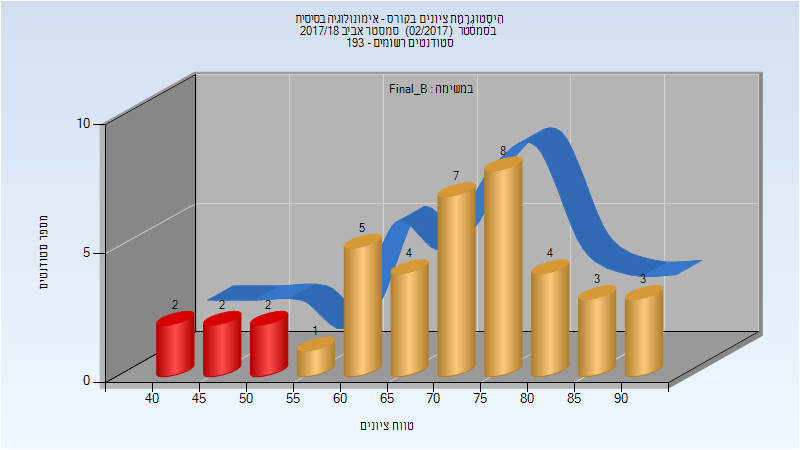 היסטוגרמת ציונים בקורס - אימונולוגיה בסיסית
בסמסטר (02/2017) סמסטר אביב 2017/18
סטודנטים רשומים - 193
במשימה : Final_B
מספר סטודנטים
10
5
0
2
2
2
1
5
4
7
8
4
3
3
40 45 50 55 60 65 70 75 80 85 90
טווח ציונים